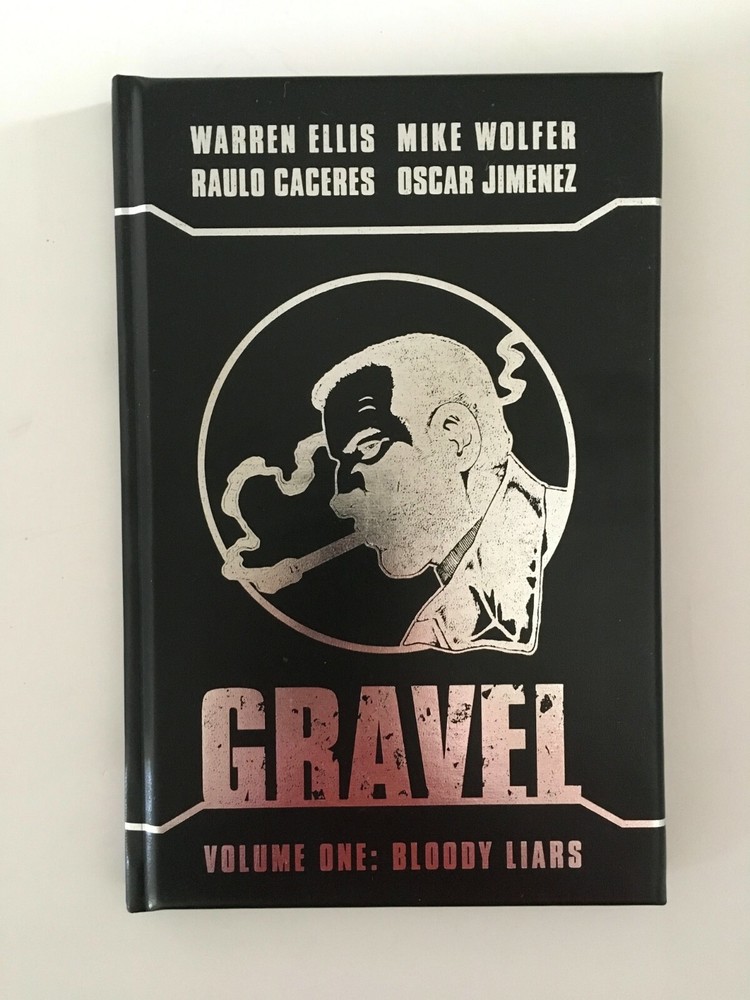 WARREN ELLIS MIKE WOLFER
RAULO CACERES OSCAR JIMENEZ
GRAVEL
VOLUME ONE: BLOODY LIARS